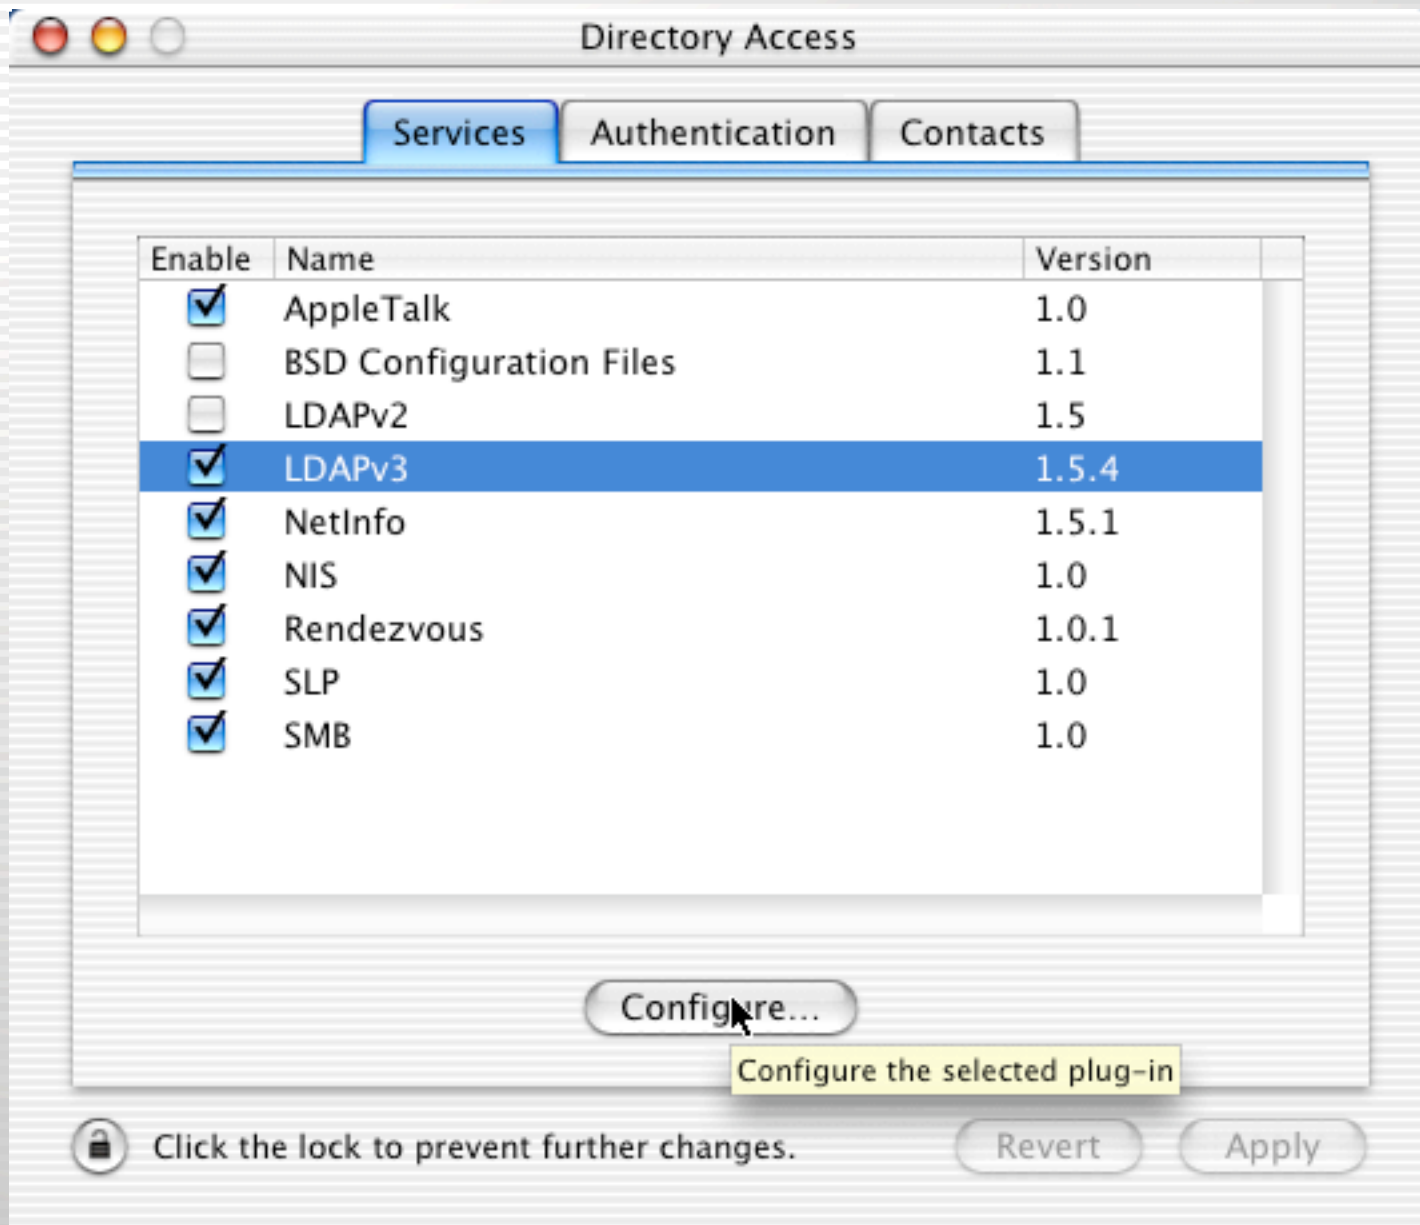 Directory Access
Services Authentication Contacts
Enable Name Version
AppleTalk 1.0
BSD Configuration Files 1.1
LDAPv2 1.5
LDAPv3 1.5.4
NetInfo 1.5.1
NIS 1.0
Rendezvous 1.0.1
SLP 1.0
SMB 1.0
Configure...
Configure the selected plug-in
Click the lock to prevent further changes. Revert Apply